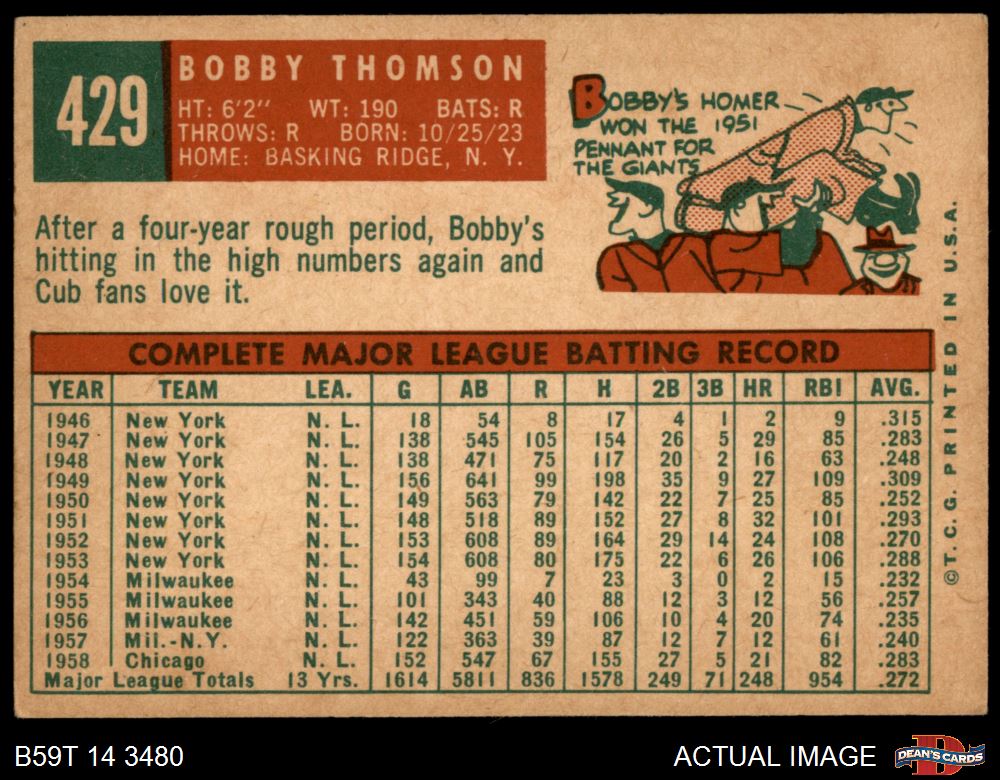 429
BOBBY THOMSON
HT: 6'2" WT: 190 BATS: R
THROWS: R BORN: 10/25/23
HOME: BASKING RIDGE, N. Y.
BOBBY'S HOMER
WON THE 1951
PENNANT FOR
THE GIANTS
After a four-year rough period, Bobby's
hitting in the high numbers again and
Cub fans love it.
COMPLETE MAJOR LEAGUE BATTING RECORD
YEAR TEAM LEA. G AB R H 2B 3B HR RBI AVG.
1946 New York N. L. 18 54 8 17 4 1 2 9 .315
1947 New York N. L. 138 545 105 154 26 5 29 85 .283
1948 New York N. L. 138 471 75 117 20 2 16 63 .248
1949 New York N. L. 156 641 99 198 35 9 27 109 .309
1950 New York N. L. 149 563 79 142 22 7 25 85 .252
1951 New York N. L. 148 518 89 152 27 8 32 101 .293
1952 New York N. L. 153 608 89 164 29 14 24 108 .270
1953 New York N. L. 154 608 80 175 22 6 26 106 .288
1954 Milwaukee N. L. 43 99 7 23 3 0 2 15 .232
1955 Milwaukee N. L. 101 343 40 88 12 3 12 56 .257
1956 Milwaukee N. L. 142 451 59 106 10 4 20 74 .235
1957 Mil.-N.Y. N. L. 122 363 39 87 12 7 12 61 .240
1958 Chicago N. L. 152 547 67 155 27 5 21 82 .283
Major League Totals 13 Yrs. 1614 5811 836 1578 249 71 248 954 .272
©T. C. G. PRINTED IN U.S.A.
B59T 14 3480
ACTUAL IMAGE
D
DEAN'S CARDS